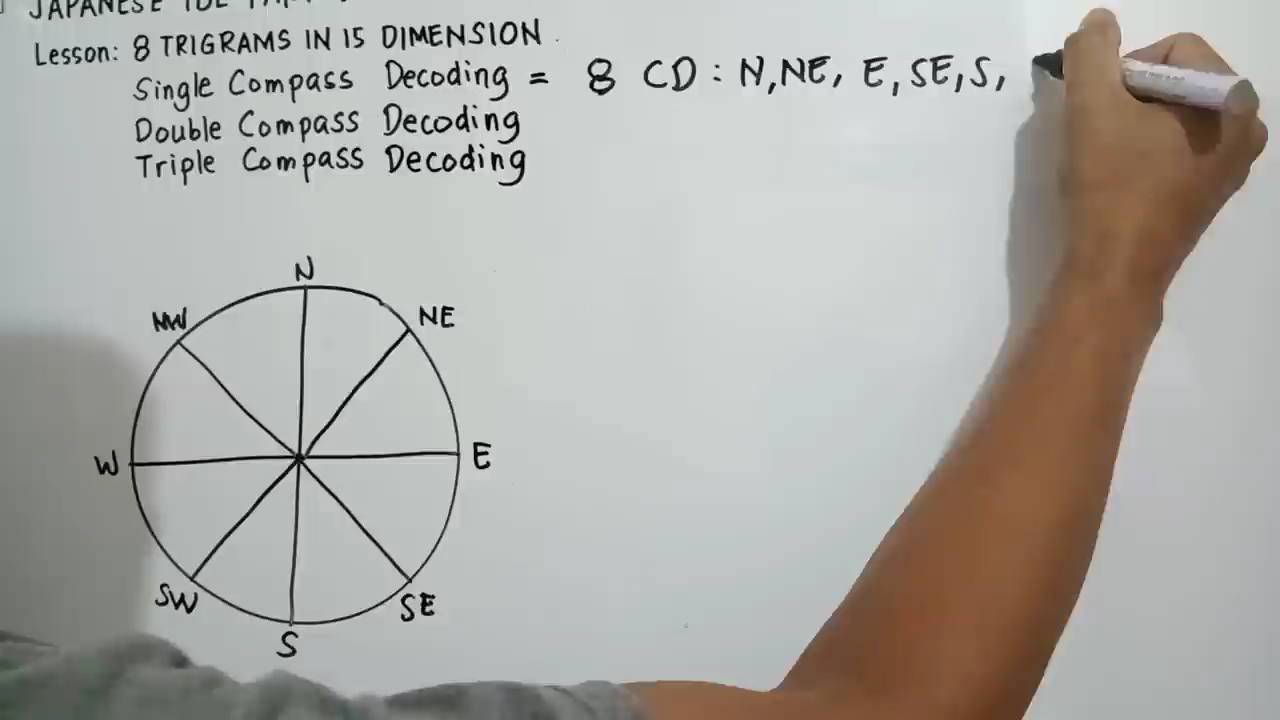 JAPANESE
Lesson: 8 TRIGRAMS IN 15 DIMENSION
Single Compass Decoding = 8 CD : N,NE, E,SE,S,
Double Compass Decoding
Triple Compass Decoding
N
NW
NE
W
E
SW
SE
S